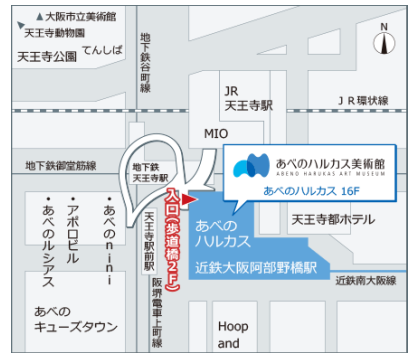 ▲大阪市立美術館
天王寺動物園
天王寺公園
てんしば
地下鉄谷町線
N
JR
天王寺駅
JR環状線
MIO
地下鉄御堂筋線
地下鉄
天王寺駅
あべのハルカス美術館
ABENO HARUKAS ART MUSEUM
あべのハルカス 16F
入口(歩道橋2F)
・あべのnini
・アポロビル
・あべのルシアス
天王寺駅前駅
あべの
ハルカス
天王寺都ホテル
近鉄大阪阿部野橋駅
近鉄南大阪線
阪堺電車上町線
あべの
キューズタウン
Hoop
and